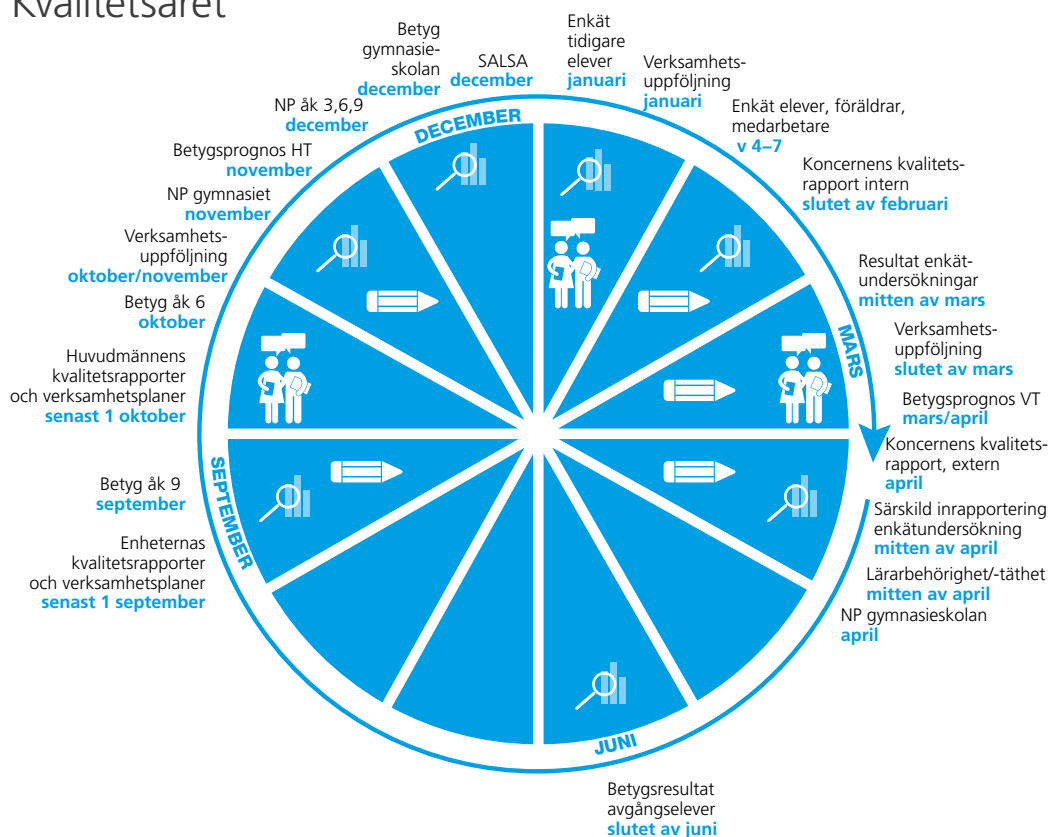 Kvalitetsåret
Betyg
gymnasie-
skolan
december
SALSA
december
Enkät
tidigare
elever
januari
Verksamhets-
uppföljning
januari
Enkät elever, föräldrar,
medarbetare
v 4–7
Koncernens kvalitets-
rapport intern
slutet av februari
Resultat enkät-
undersökningar
mitten av mars
Verksamhets-
uppföljning
slutet av mars
Betygsprognos VT
mars/april
Koncernens kvalitets-
rapport, extern
april
Särskild inrapportering
enkätundersökning
mitten av april
Lärarbehörighet/-täthet
mitten av april
NP gymnasieskolan
april
Betygsresultat
avgångselever
slutet av juni
Enheternas
kvalitetsrapporter
och verksamhetsplaner
senast 1 september
Betyg åk 9
september
Huvudmännens
kvalitetsrapporter
och verksamhetsplaner
senast 1 oktober
Betyg åk 6
oktober
Verksamhets-
uppföljning
oktober/november
NP gymnasiet
november
Betygsprognos HT
november
NP åk 3,6,9
december
DECEMBER
MARS
JUNI
SEPTEMBER